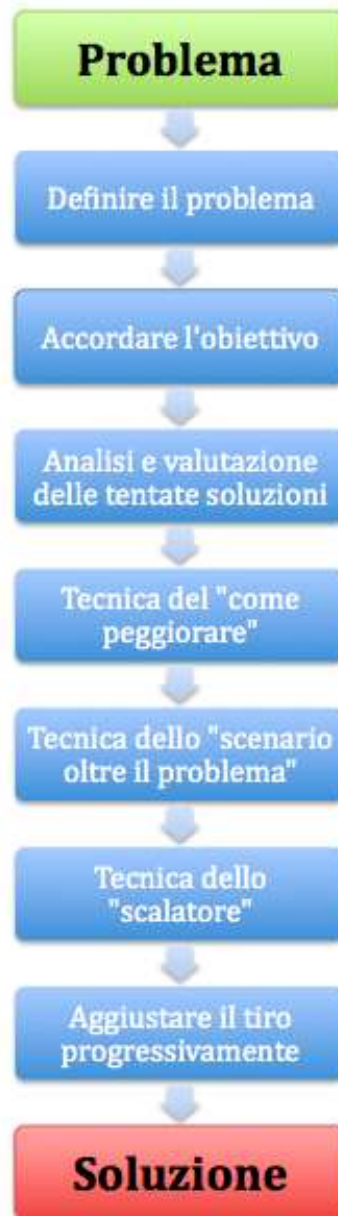 Problema
Definire il problema
Accordare l'obiettivo
Analisi e valutazione
delle tentate soluzioni
Tecnica del "come
peggiorare"
Tecnica dello "scenario
oltre il problema"
Tecnica dello
"scalatore"
Aggiustare il tiro
progressivamente
Soluzione